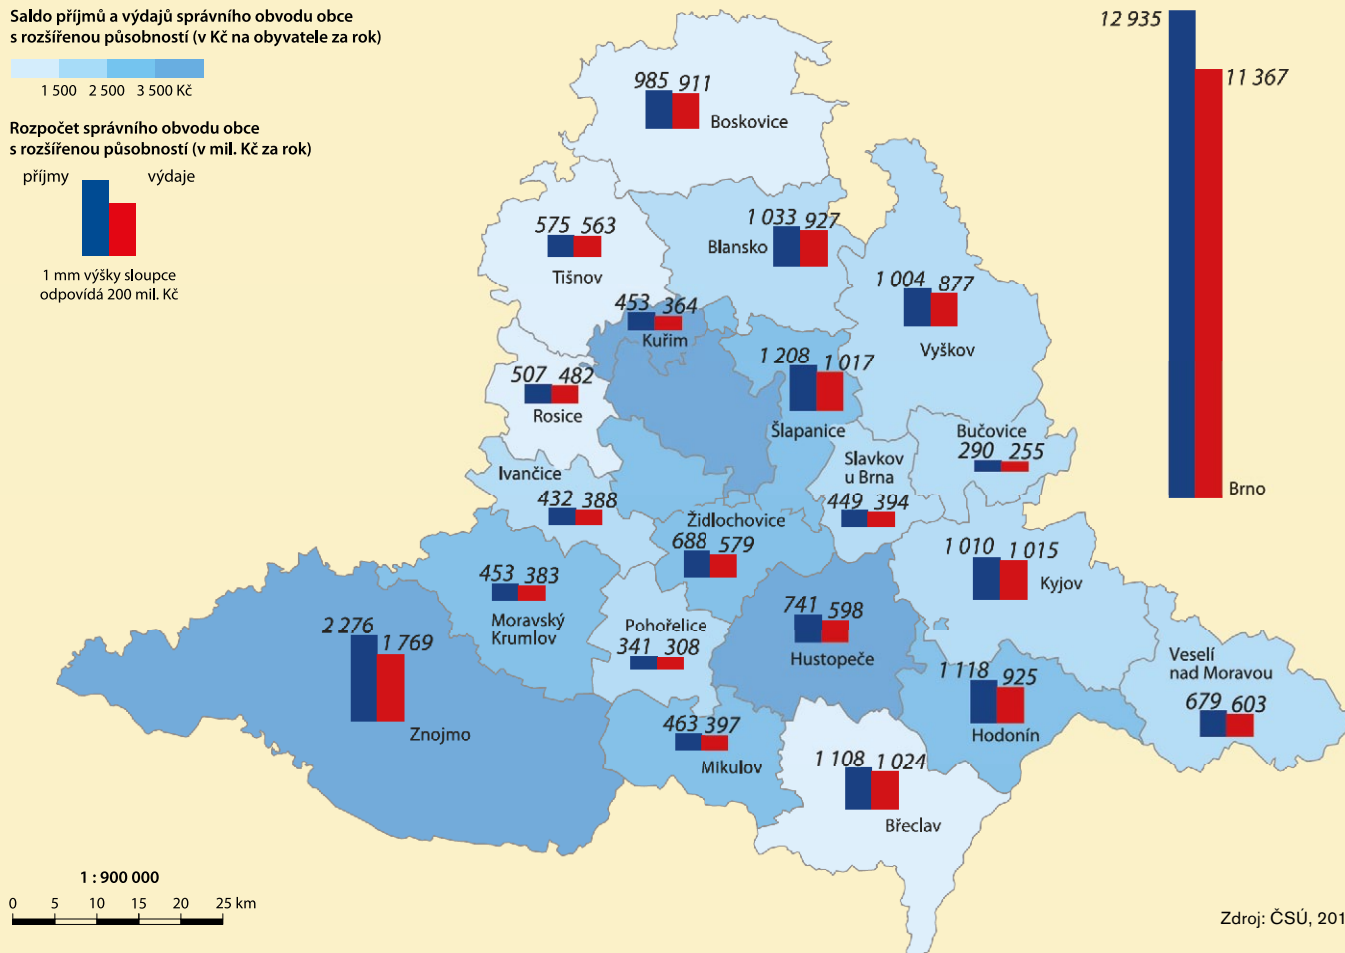 Saldo příjmů a výdajů správního obvodu obce
s rozšířenou působností (v Kč na obyvatele za rok)
1 500 2 500 3 500 Kč
Rozpočet správního obvodu obce
s rozšířenou působností (v mil. Kč za rok)
příjmy výdaje
1 mm výšky sloupce
odpovídá 200 mil. Kč
12 935
11 367
Brno
985 911
Boskovice
575 563
Tišnov
1 033 927
Blansko
1 004 877
Vyškov
453 364
Kuřim
1 208 1 017
Šlapanice
507 482
Rosice
Bučovice
290 255
Slavkov
u Brna
449 394
Ivančice
432 388
Židlochovice
688 579
1 010 1 015
Kyjov
453 383
Moravský
Krumlov
2 276 1 769
Znojmo
Pohořelice
341 308
741 598
Hustopeče
Veselí
nad Moravou
679 603
1 118 925
Hodonín
463 397
MIkulov
1 108 1 024
Břeclav
1 : 900 000
0 5 10 15 20 25 km
Zdroj: ČSÚ, 201